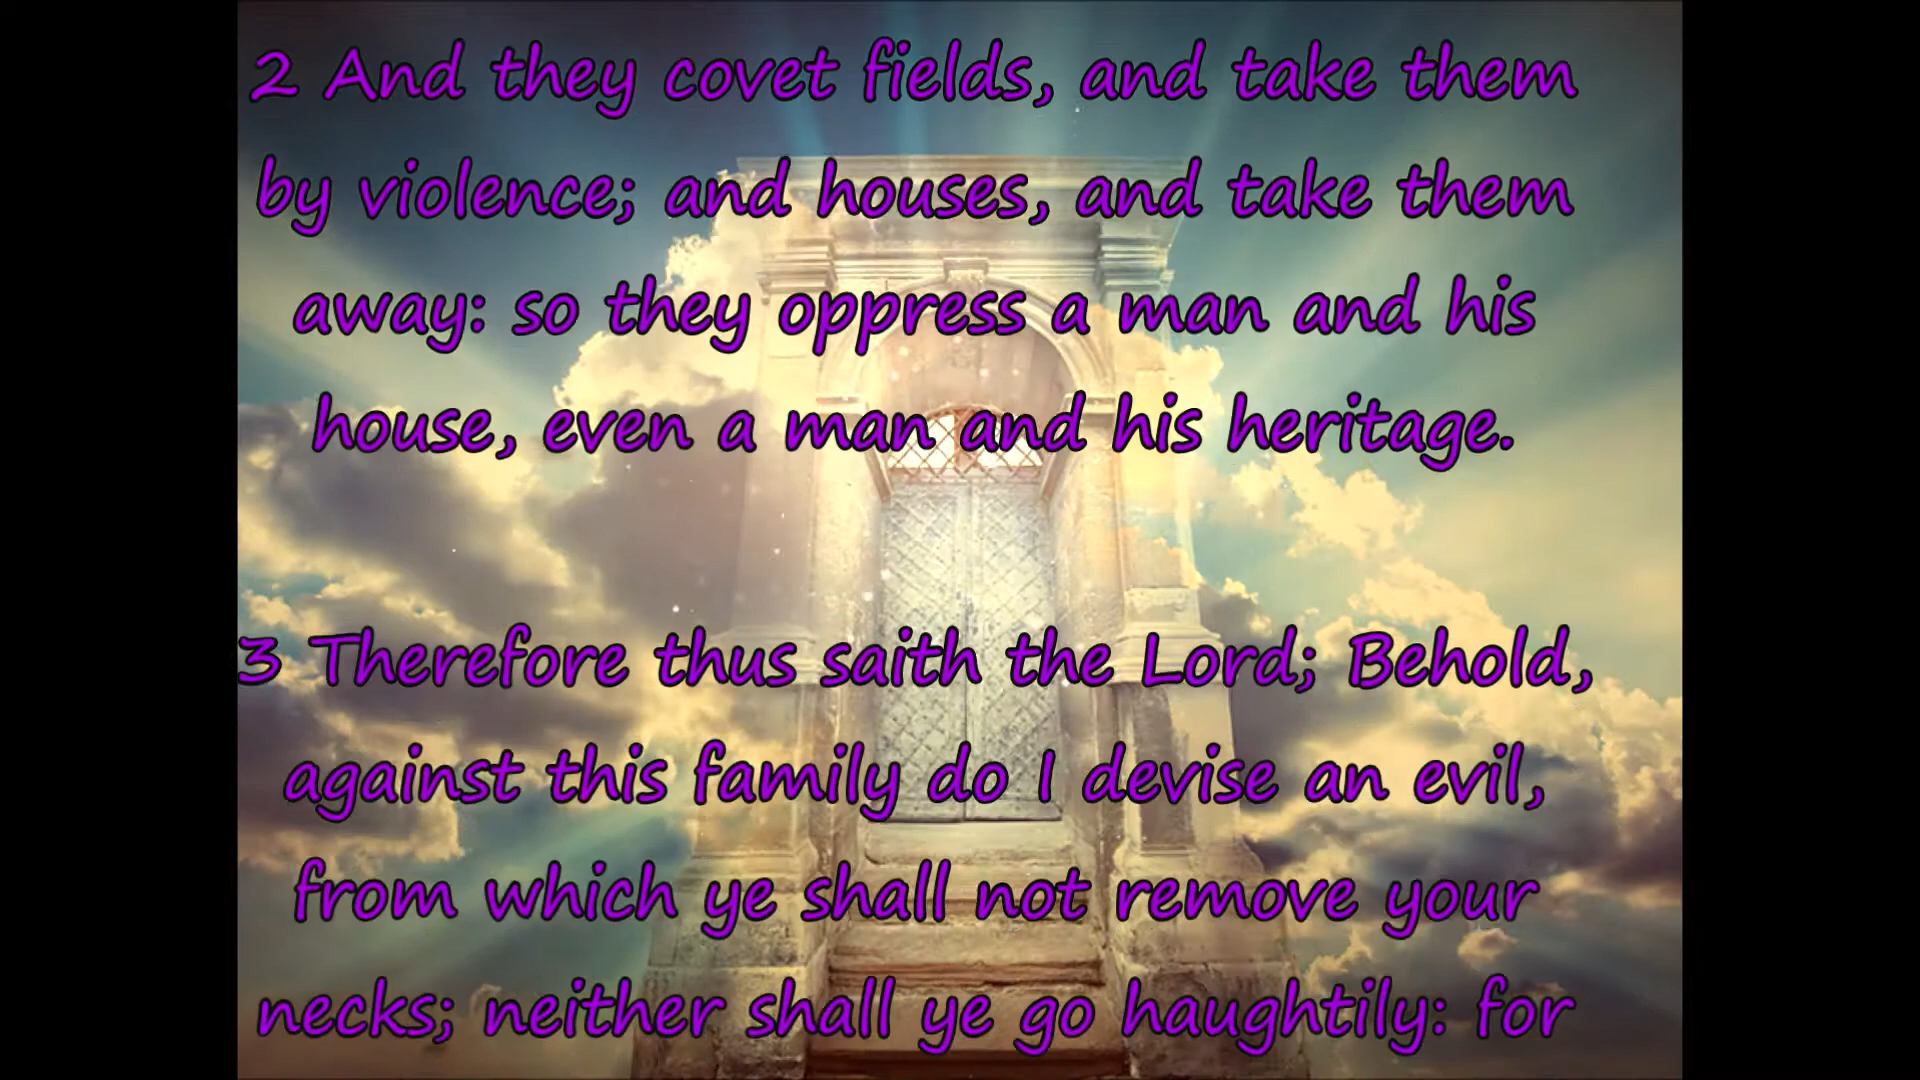 2 And they covet fields, and take them
by violence; and houses, and take them
away: so they oppress a man and his
house, even a man and his heritage.
3 Therefore thus saith the Lord; Behold,
against this family do I devise an evil,
from which ye shall not remove your
necks; neither shall ye go haughtily: for